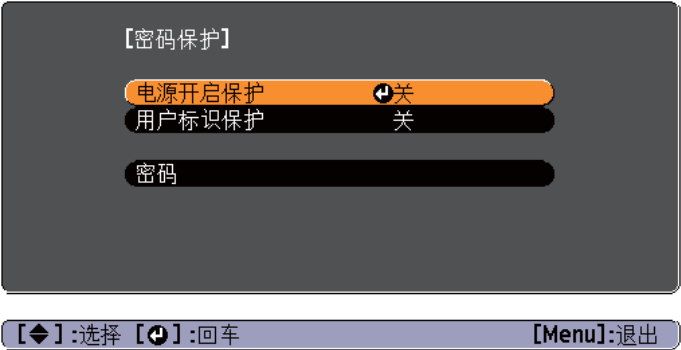 【密码保护】
电源开启保护 关
用户标识保护 关
密码
[◆]:选择 [⏎]:回车 [Menu]:退出